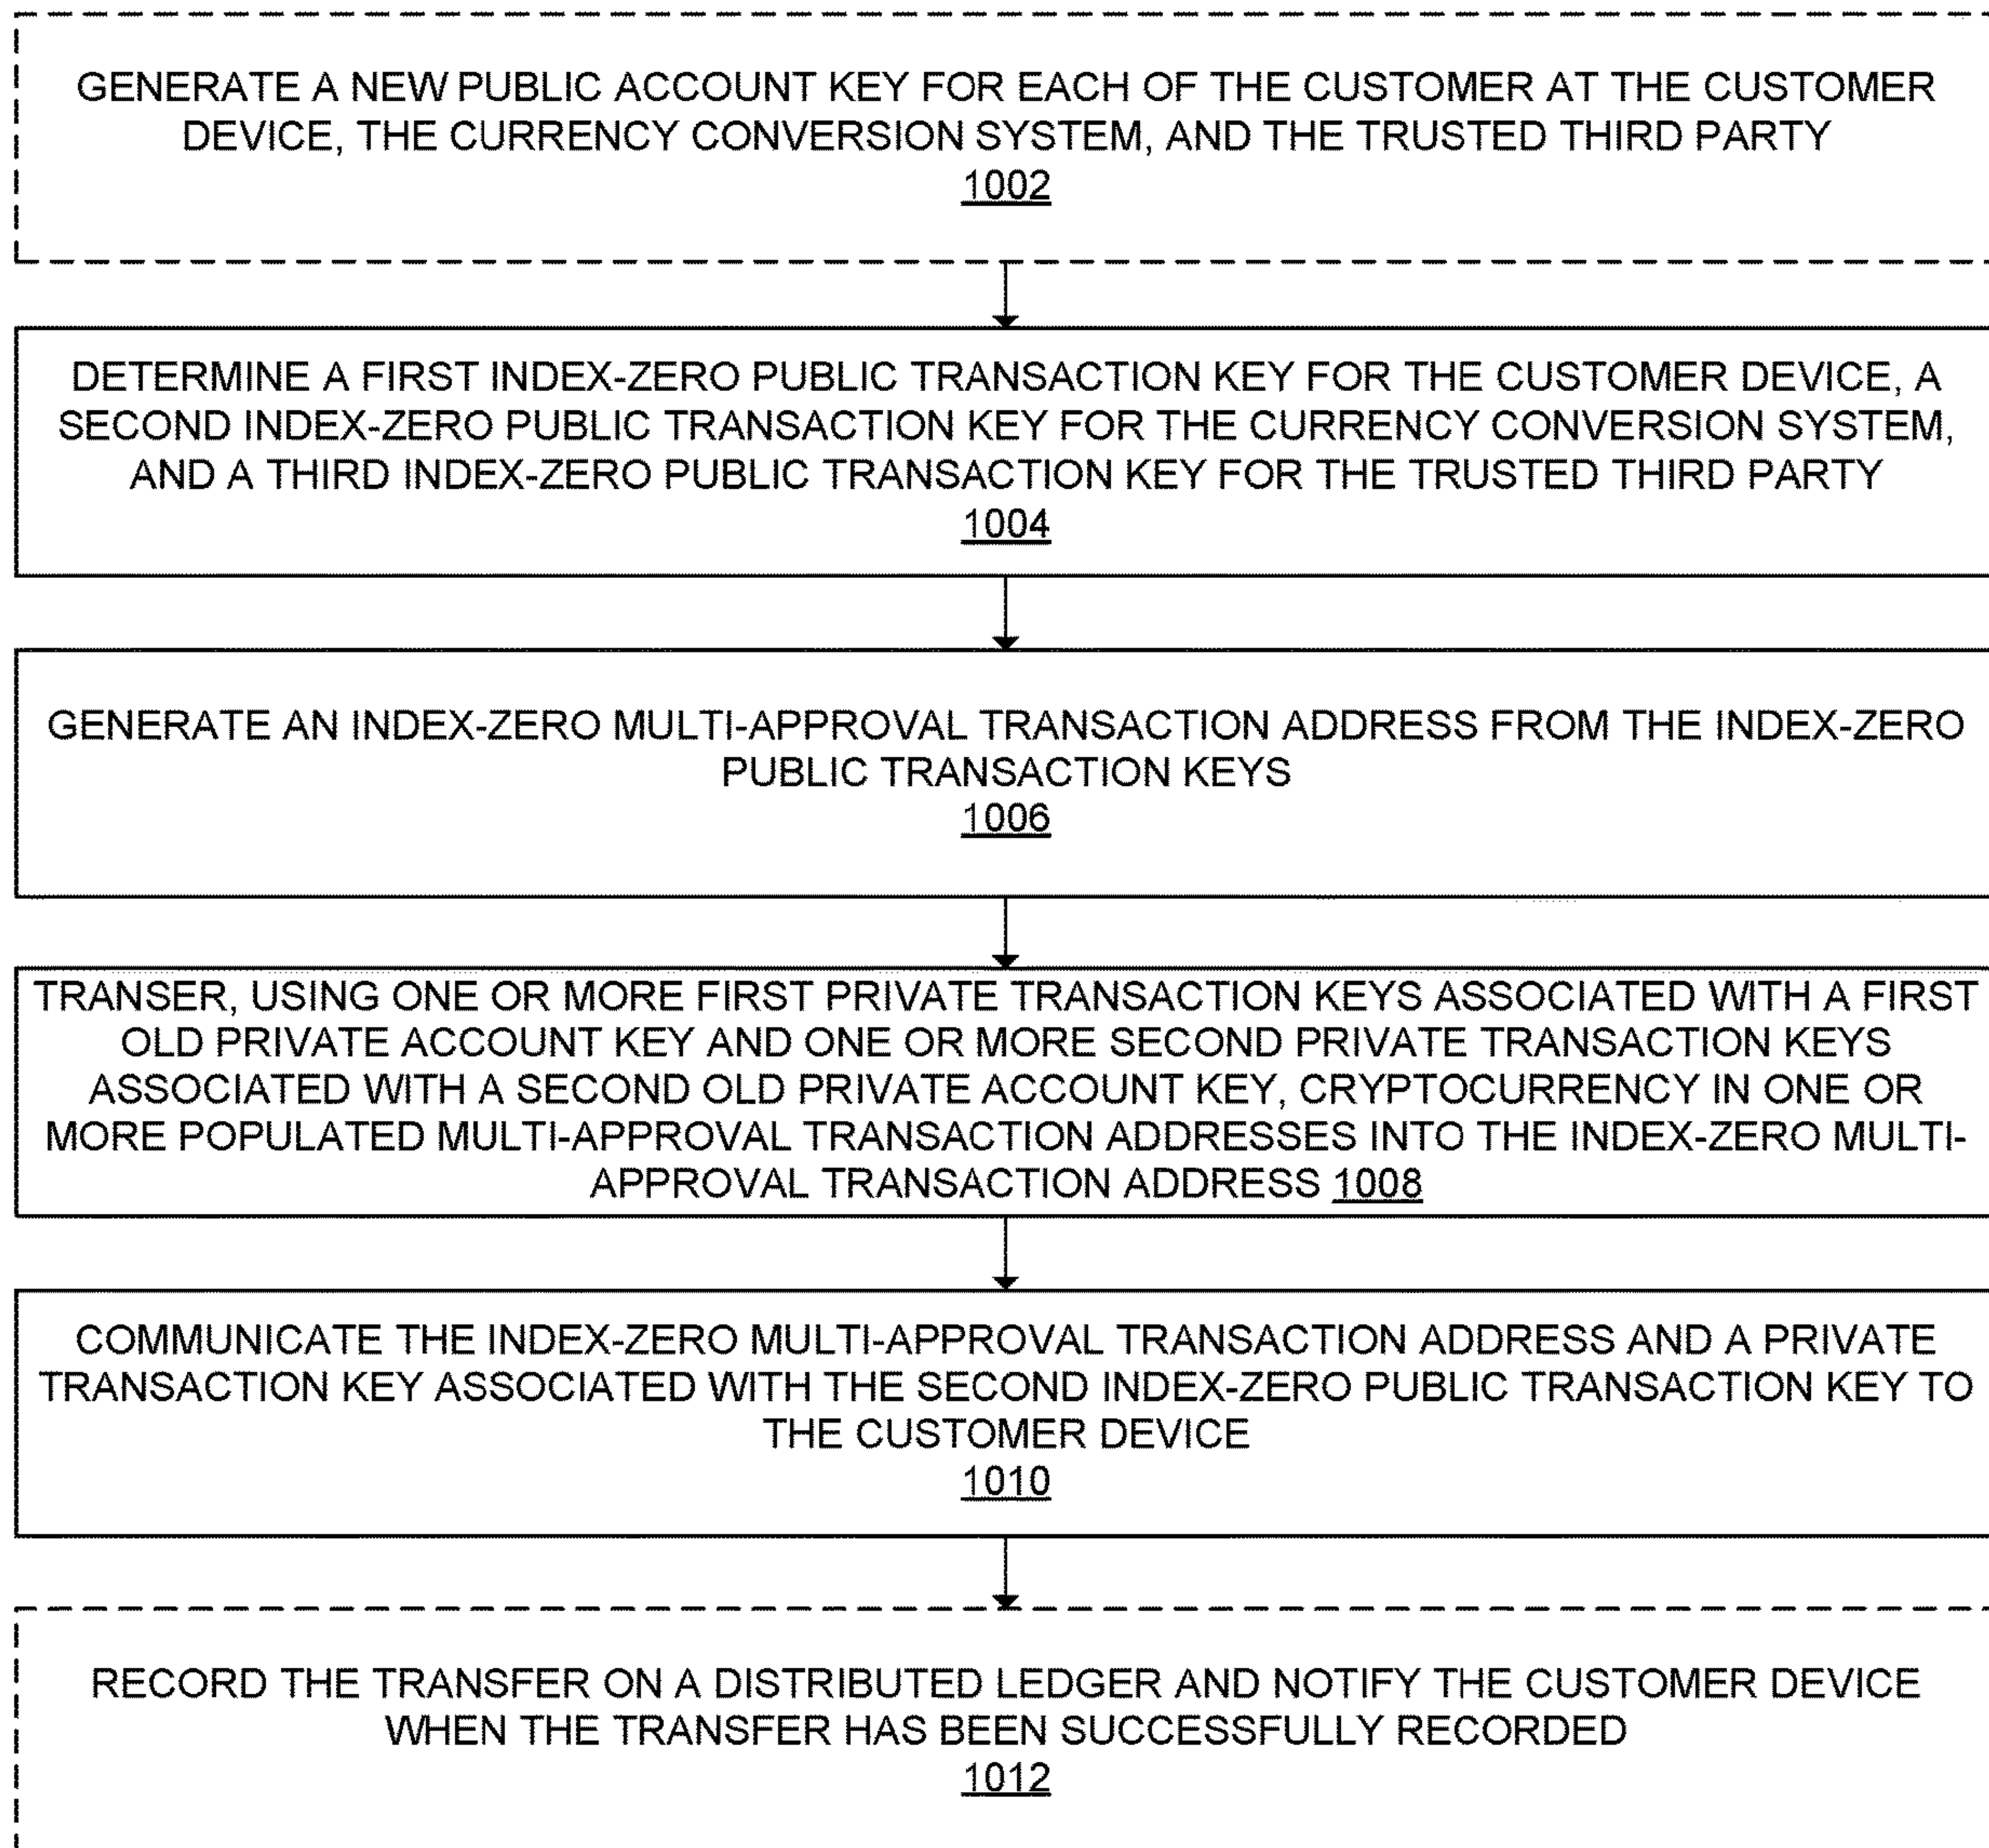 GENERATE A NEW PUBLIC ACCOUNT KEY FOR EACH OF THE CUSTOMER AT THE CUSTOMER
DEVICE, THE CURRENCY CONVERSION SYSTEM, AND THE TRUSTED THIRD PARTY
1002
DETERMINE A FIRST INDEX-ZERO PUBLIC TRANSACTION KEY FOR THE CUSTOMER DEVICE, A
SECOND INDEX-ZERO PUBLIC TRANSACTION KEY FOR THE CURRENCY CONVERSION SYSTEM,
AND A THIRD INDEX-ZERO PUBLIC TRANSACTION KEY FOR THE TRUSTED THIRD PARTY
1004
GENERATE AN INDEX-ZERO MULTI-APPROVAL TRANSACTION ADDRESS FROM THE INDEX-ZERO
PUBLIC TRANSACTION KEYS
1006
TRANSER, USING ONE OR MORE FIRST PRIVATE TRANSACTION KEYS ASSOCIATED WITH A FIRST
OLD PRIVATE ACCOUNT KEY AND ONE OR MORE SECOND PRIVATE TRANSACTION KEYS
ASSOCIATED WITH A SECOND OLD PRIVATE ACCOUNT KEY, CRYPTOCURRENCY IN ONE OR
MORE POPULATED MULTI-APPROVAL TRANSACTION ADDRESSES INTO THE INDEX-ZERO MULTI-
APPROVAL TRANSACTION ADDRESS 1008
COMMUNICATE THE INDEX-ZERO MULTI-APPROVAL TRANSACTION ADDRESS AND A PRIVATE
TRANSACTION KEY ASSOCIATED WITH THE SECOND INDEX-ZERO PUBLIC TRANSACTION KEY TO
THE CUSTOMER DEVICE
1010
RECORD THE TRANSFER ON A DISTRIBUTED LEDGER AND NOTIFY THE CUSTOMER DEVICE
WHEN THE TRANSFER HAS BEEN SUCCESSFULLY RECORDED
1012